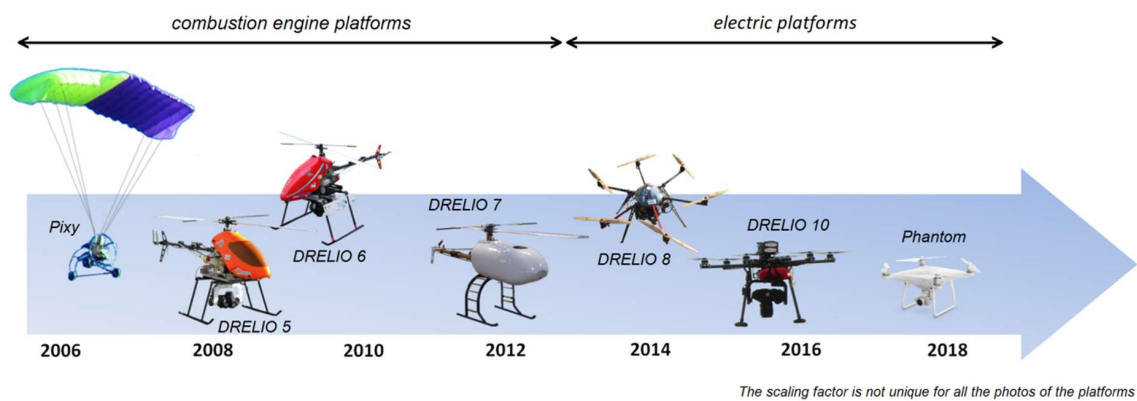 combustion engine platforms
electric platforms
Pixy
DRELIO 5
DRELIO 6
DRELIO 7
DRELIO 8
DRELIO 10
Phantom
2006
2008
2010
2012
2014
2016
2018
The scaling factor is not unique for all the photos of the platforms